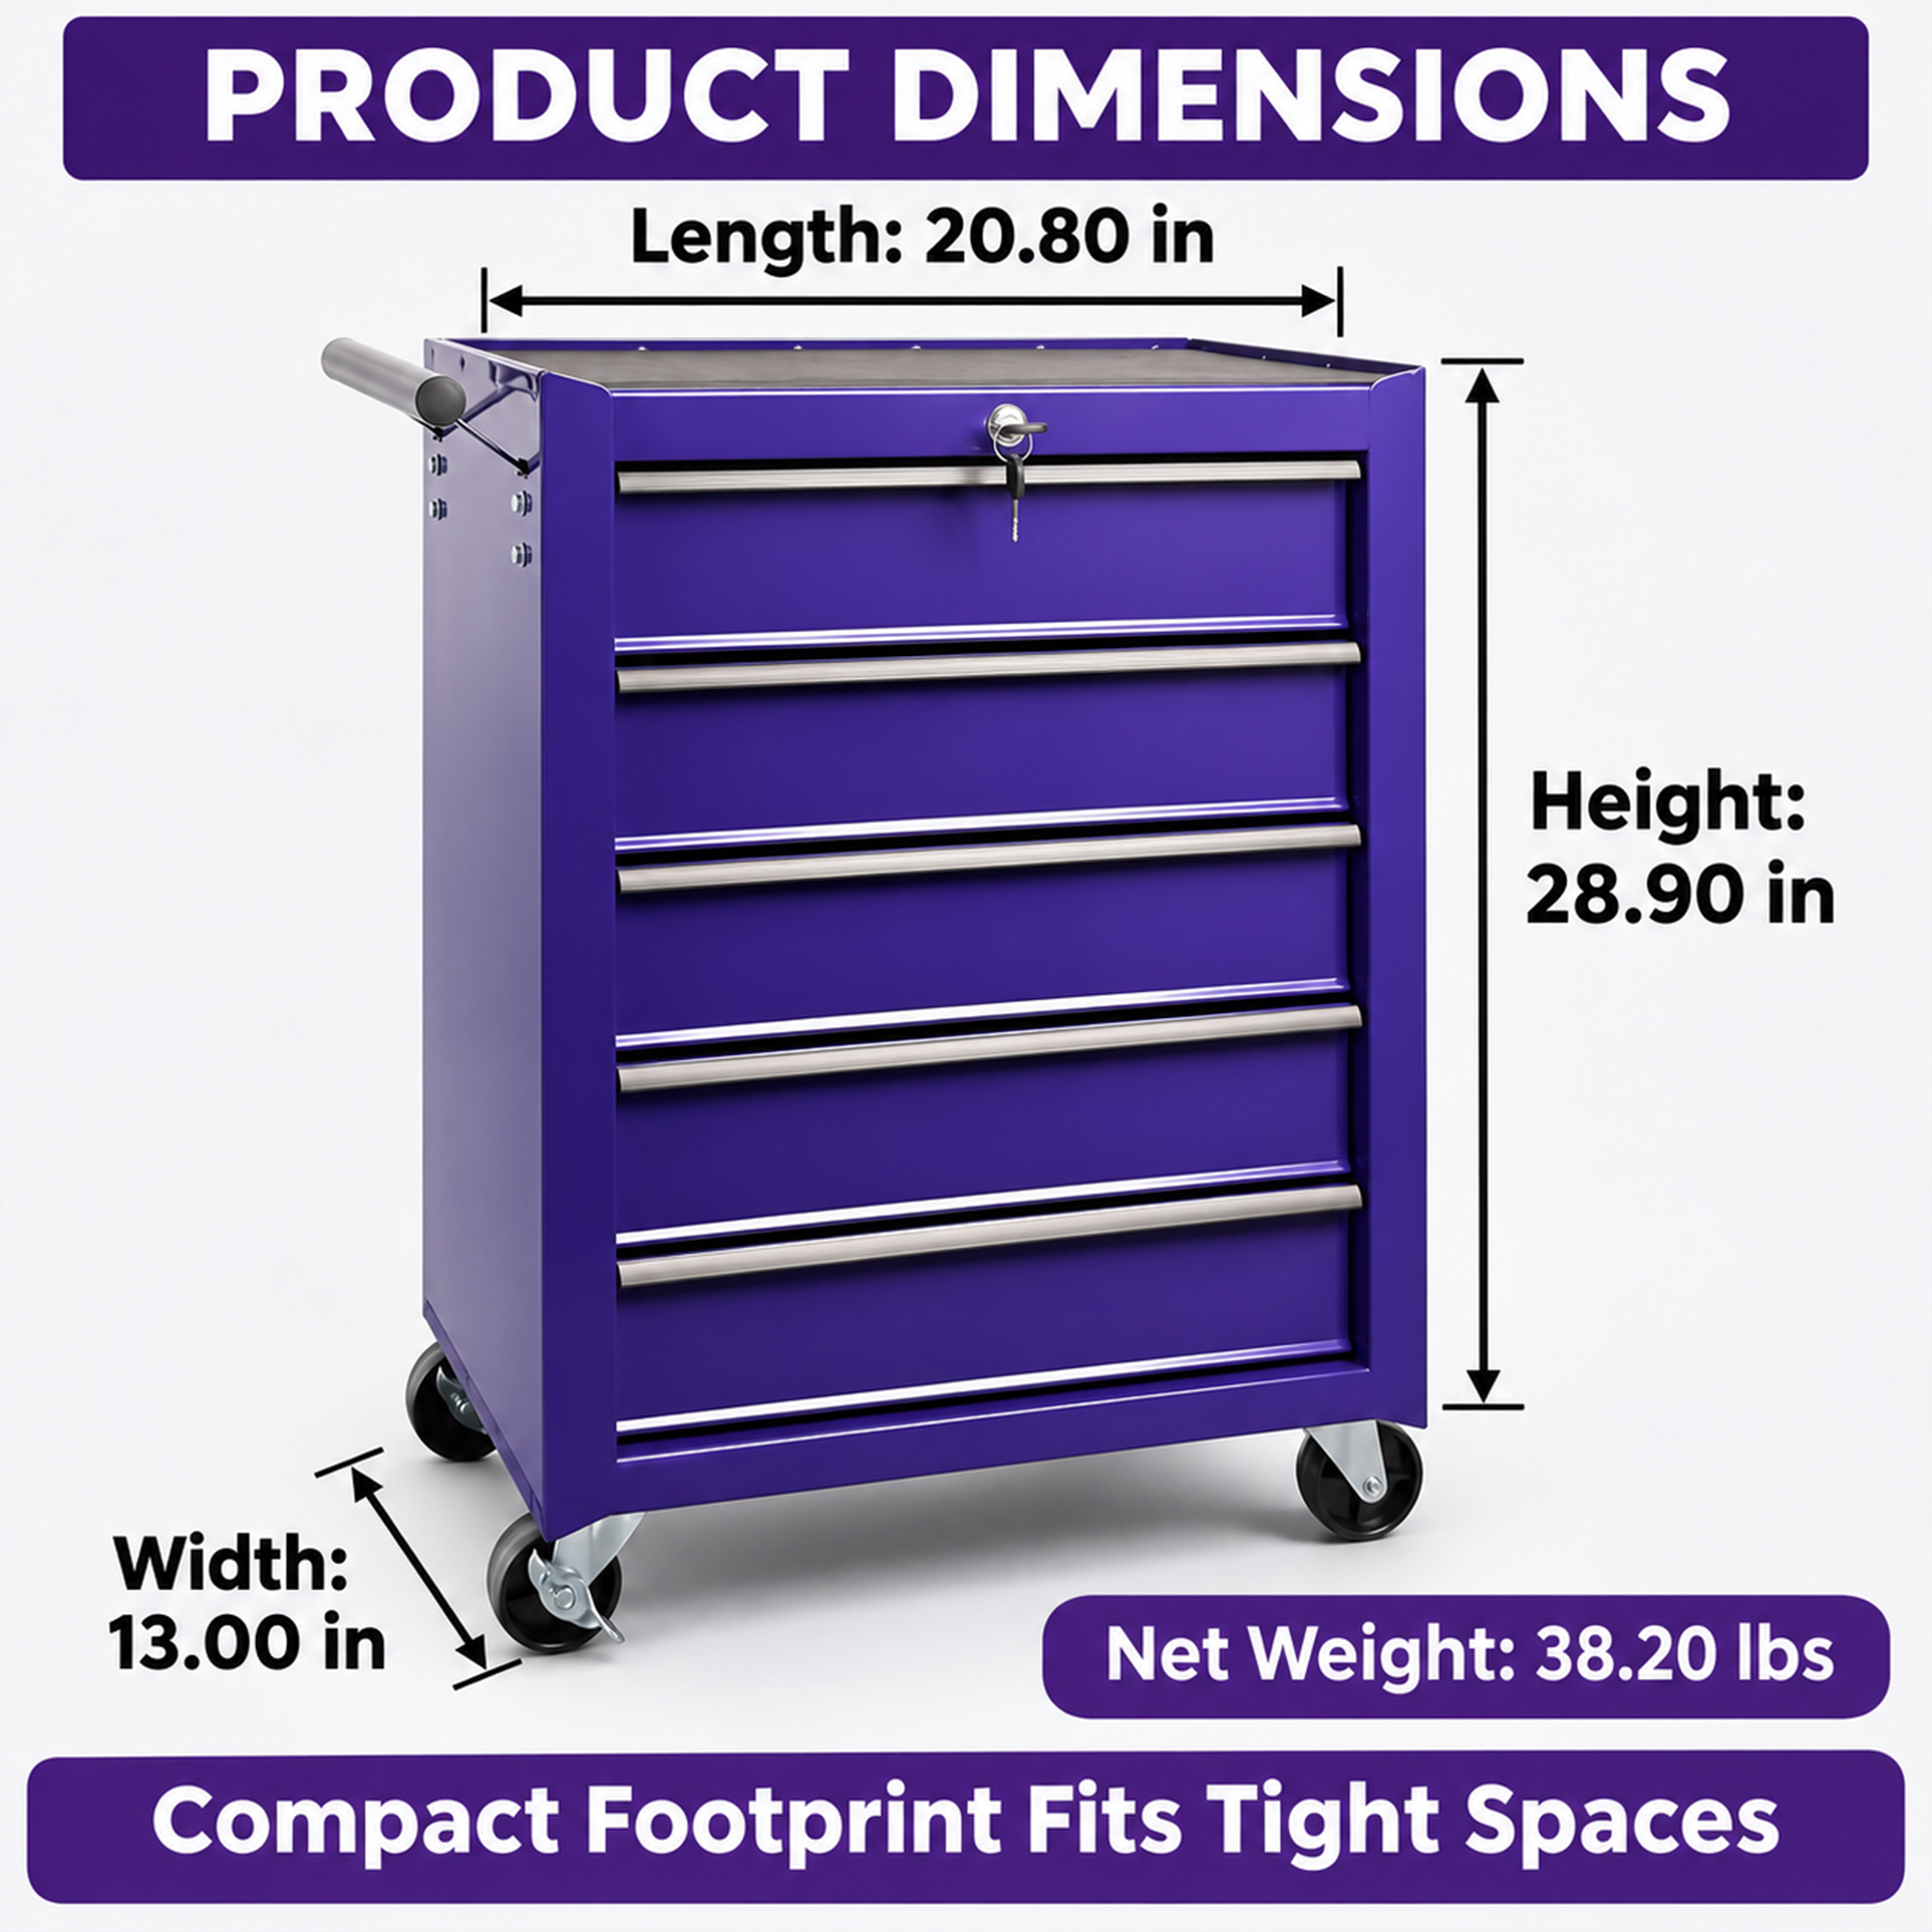 PRODUCT DIMENSIONS
Length: 20.80 in
Height:
28.90 in
Width:
13.00 in
Net Weight: 38.20 lbs
Compact Footprint Fits Tight Spaces